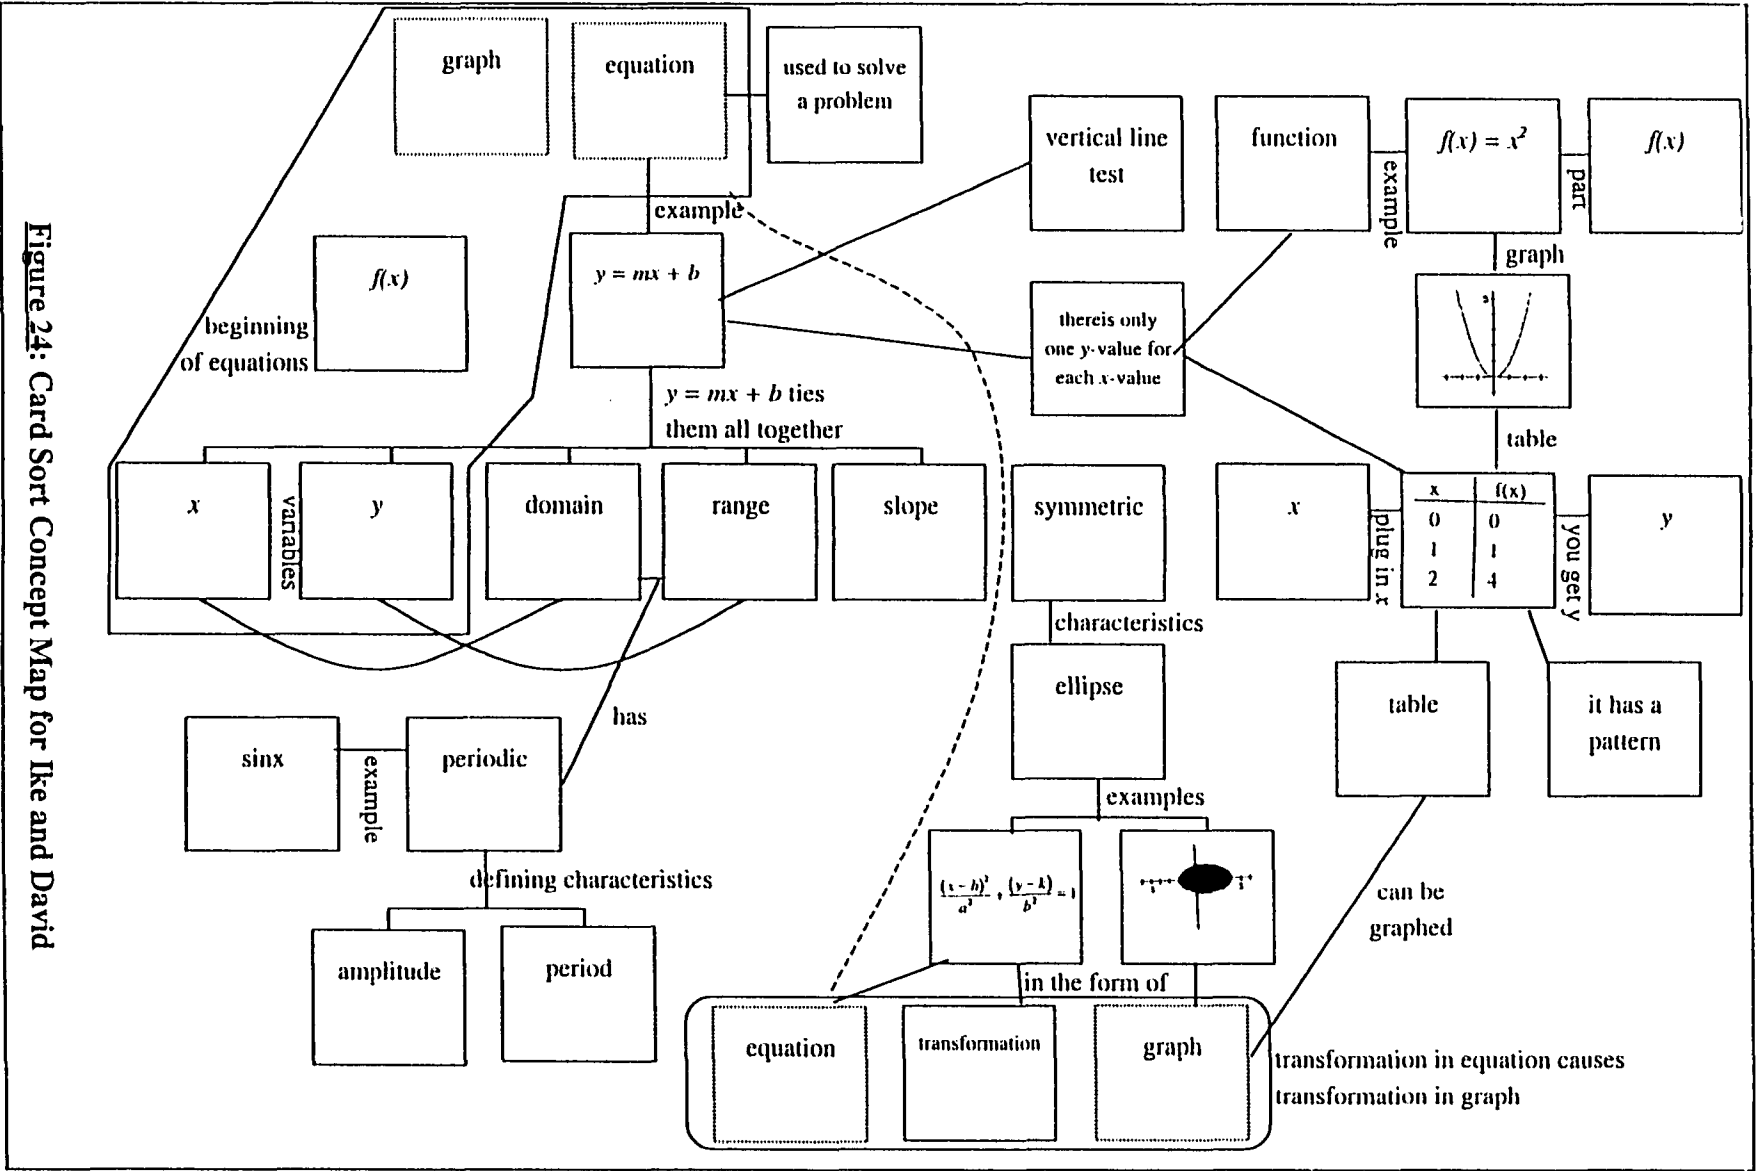 graph
equation
used to solve
a problem
example
y = mx + b
f(x)
beginning
of equations
y = mx + b ties
them all together
x
variables
y
domain
range
slope
has
sinx
example
periodic
defining characteristics
amplitude
period
vertical line
test
function
example
f(x) = x²
part
f(x)
graph
thereis only
one y-value for
each x-value
table
x
plug in x
x f(x)
0 0
1 1
2 4
you get y
y
symmetric
characteristics
ellipse
examples
table
it has a
pattern
(x – h)² / a² + (y – k) / b² = 1
can be
graphed
in the form of
equation
transformation
graph
transformation in equation causes
transformation in graph
Figure 24: Card Sort Concept Map for Ike and David